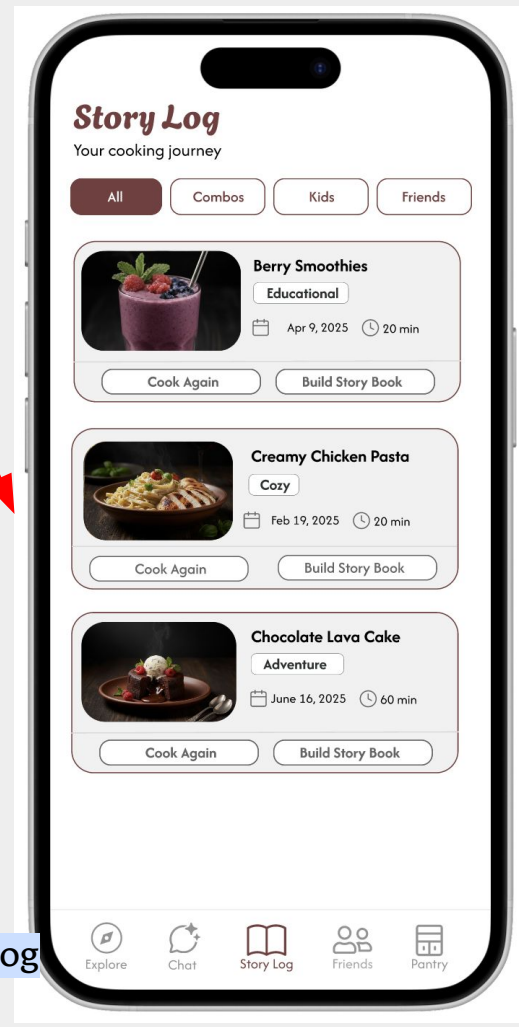 Story Log
Your cooking journey
All Combos Kids Friends
Berry Smoothies
Educational
Apr 9, 2025 20 min
Cook Again Build Story Book
Creamy Chicken Pasta
Cozy
Feb 19, 2025 20 min
Cook Again Build Story Book
Chocolate Lava Cake
Adventure
June 16, 2025 60 min
Cook Again Build Story Book
og
Explore Chat Story Log Friends Pantry